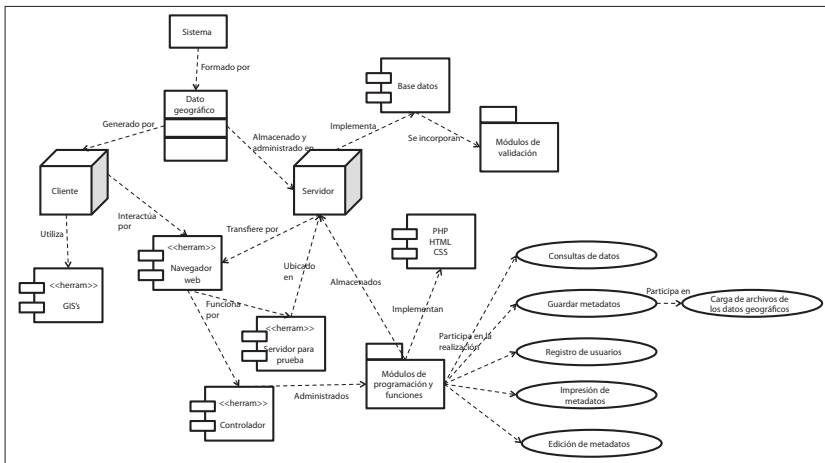 Sistema
Formado por
Dato
geográfico
Base datos
Generado por
Almacenado y
administrado en
Implementa
Se incorporan
Módulos de
validación
Cliente
Servidor
Interactúa
por
Transfiere por
PHP
HTML
CSS
Utiliza
<<herram>>
Navegador
web
Ubicado
en
Almacenados
Consultas de datos
<<herram>>
GIS's
Funciona
por
Implementan
Guardar metadatos
Participa en
Carga de archivos de
los datos geográficos
<<herram>>
Servidor para
prueba
Participa en la
realización
Registro de usuarios
Módulos de
programación y
funciones
<<herram>>
Controlador
Administrados
Impresión de
metadatos
Edición de metadatos